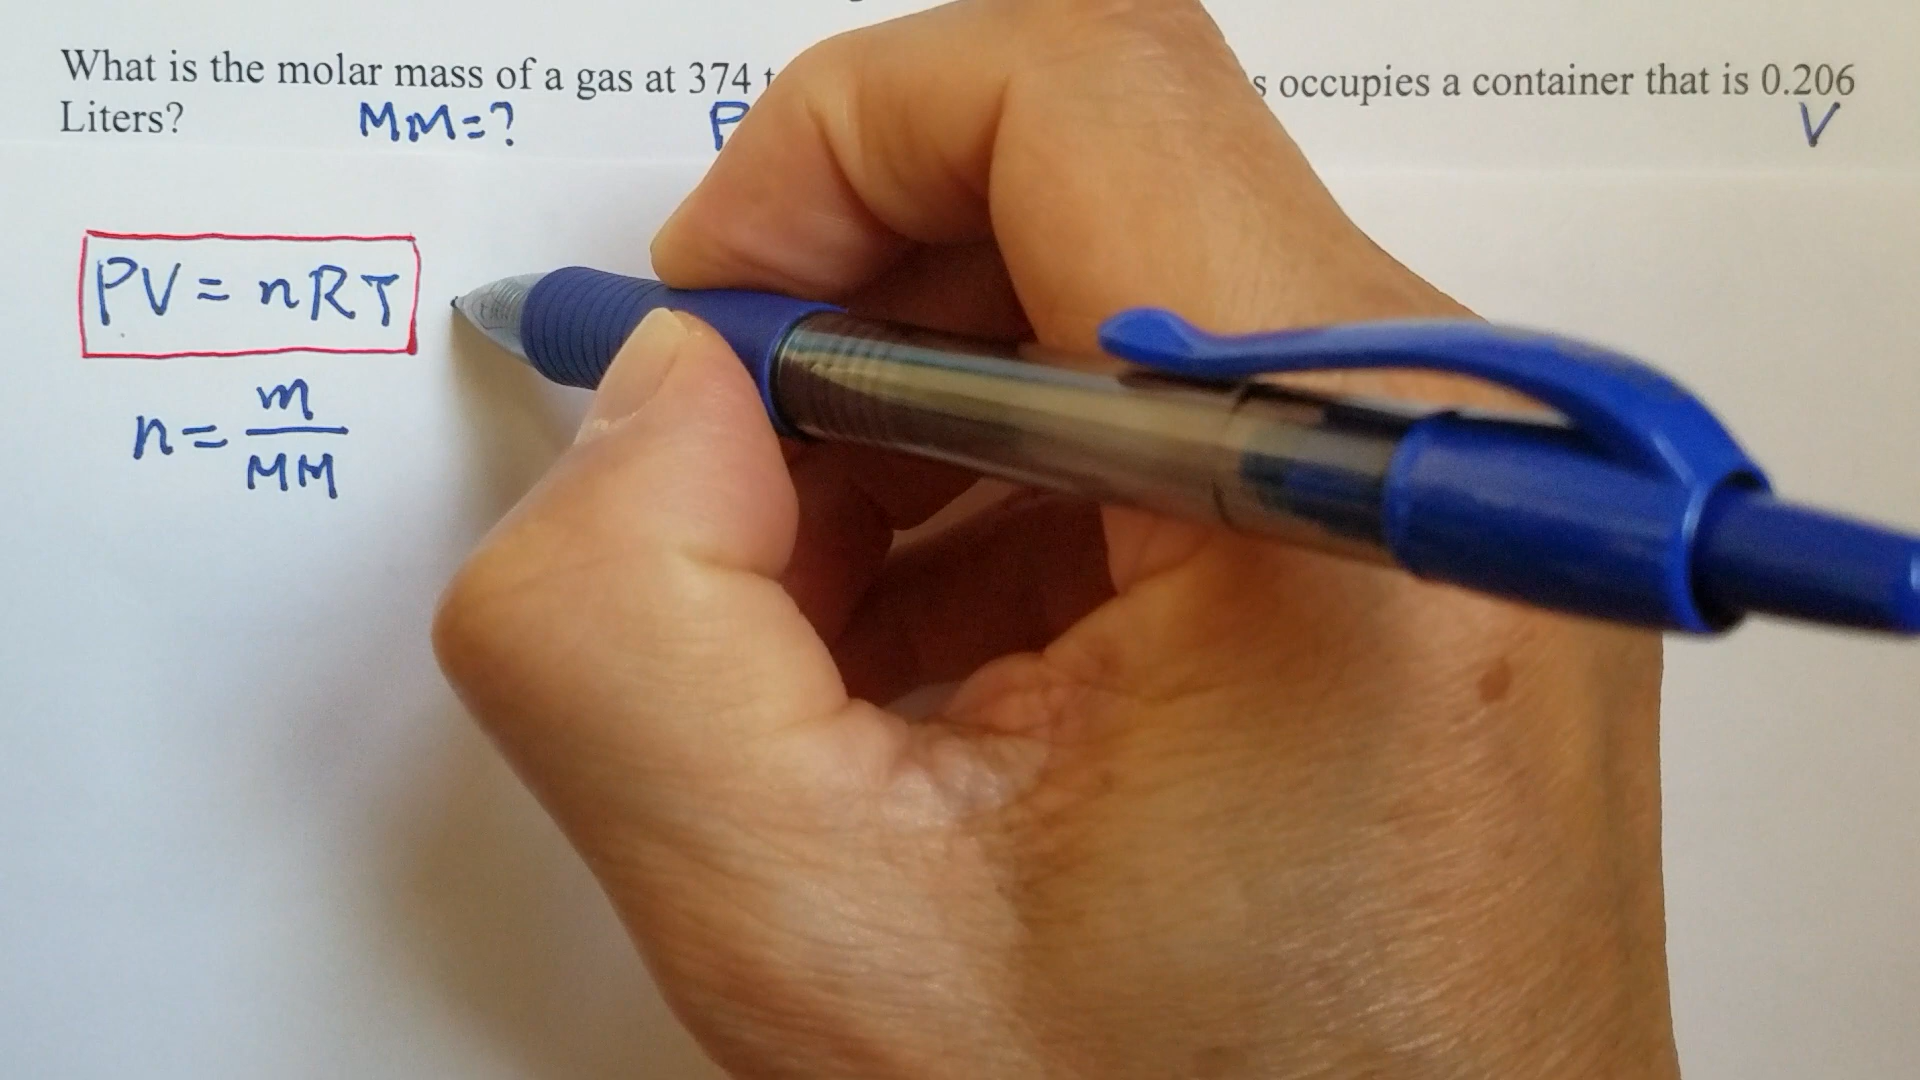 What is the molar mass of a gas at 374 occupies a container that is 0.206
Liters? MM=? P V
PV = nRT
n = m
MM